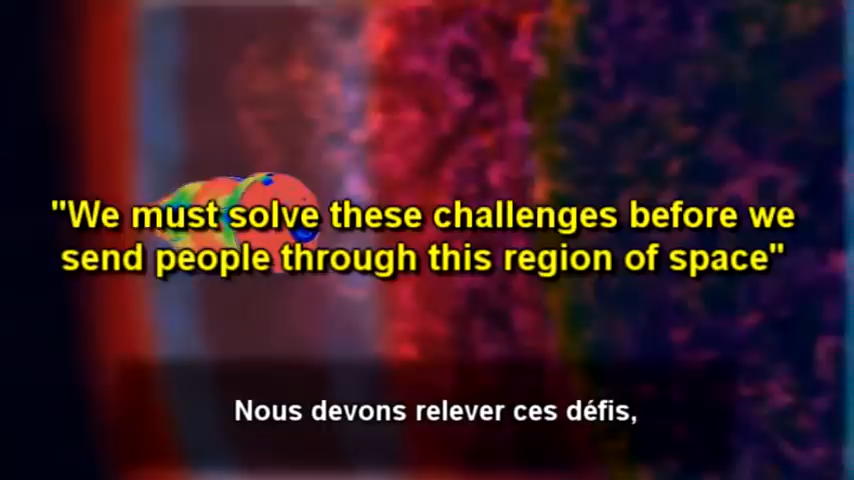 "We must solve these challenges before we
send people through this region of space"
Nous devons relever ces défis,